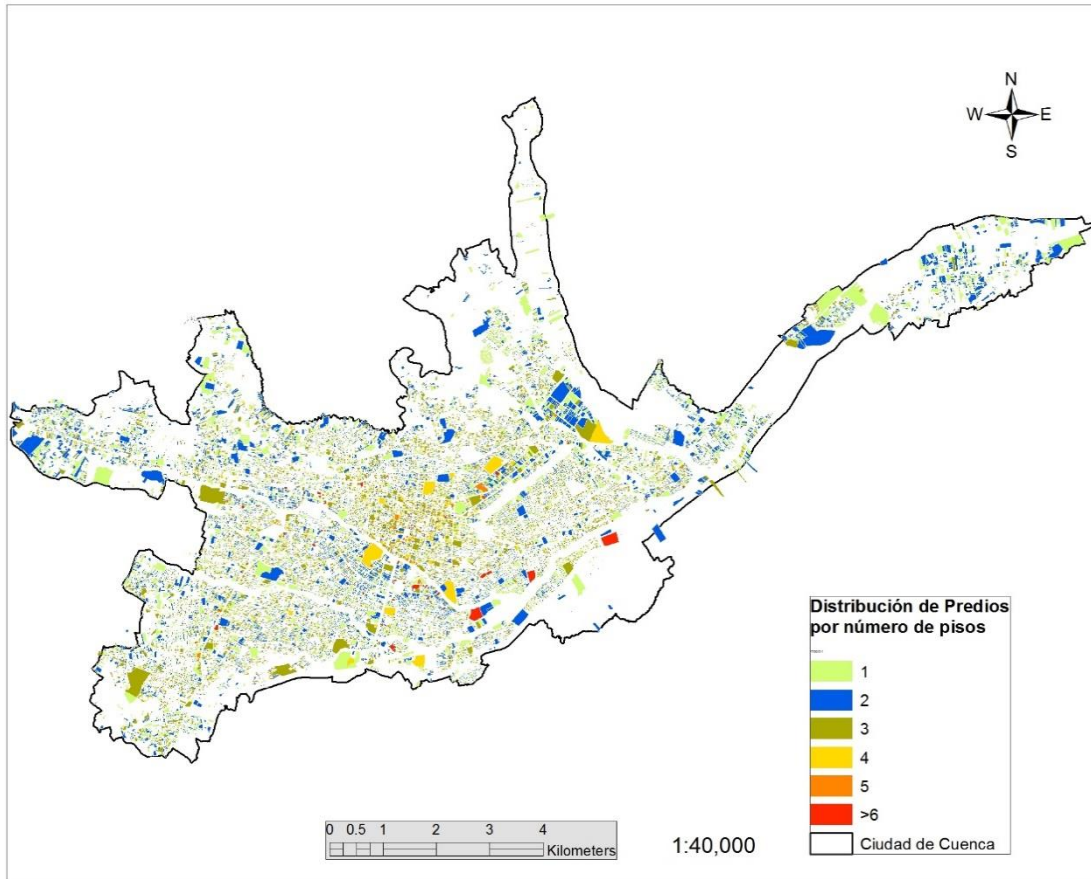 N
W E
S
Distribución de Predios
por número de pisos
1
2
3
4
5
>6
Ciudad de Cuenca
0 0.5 1 2 3 4
Kilometers
1:40,000